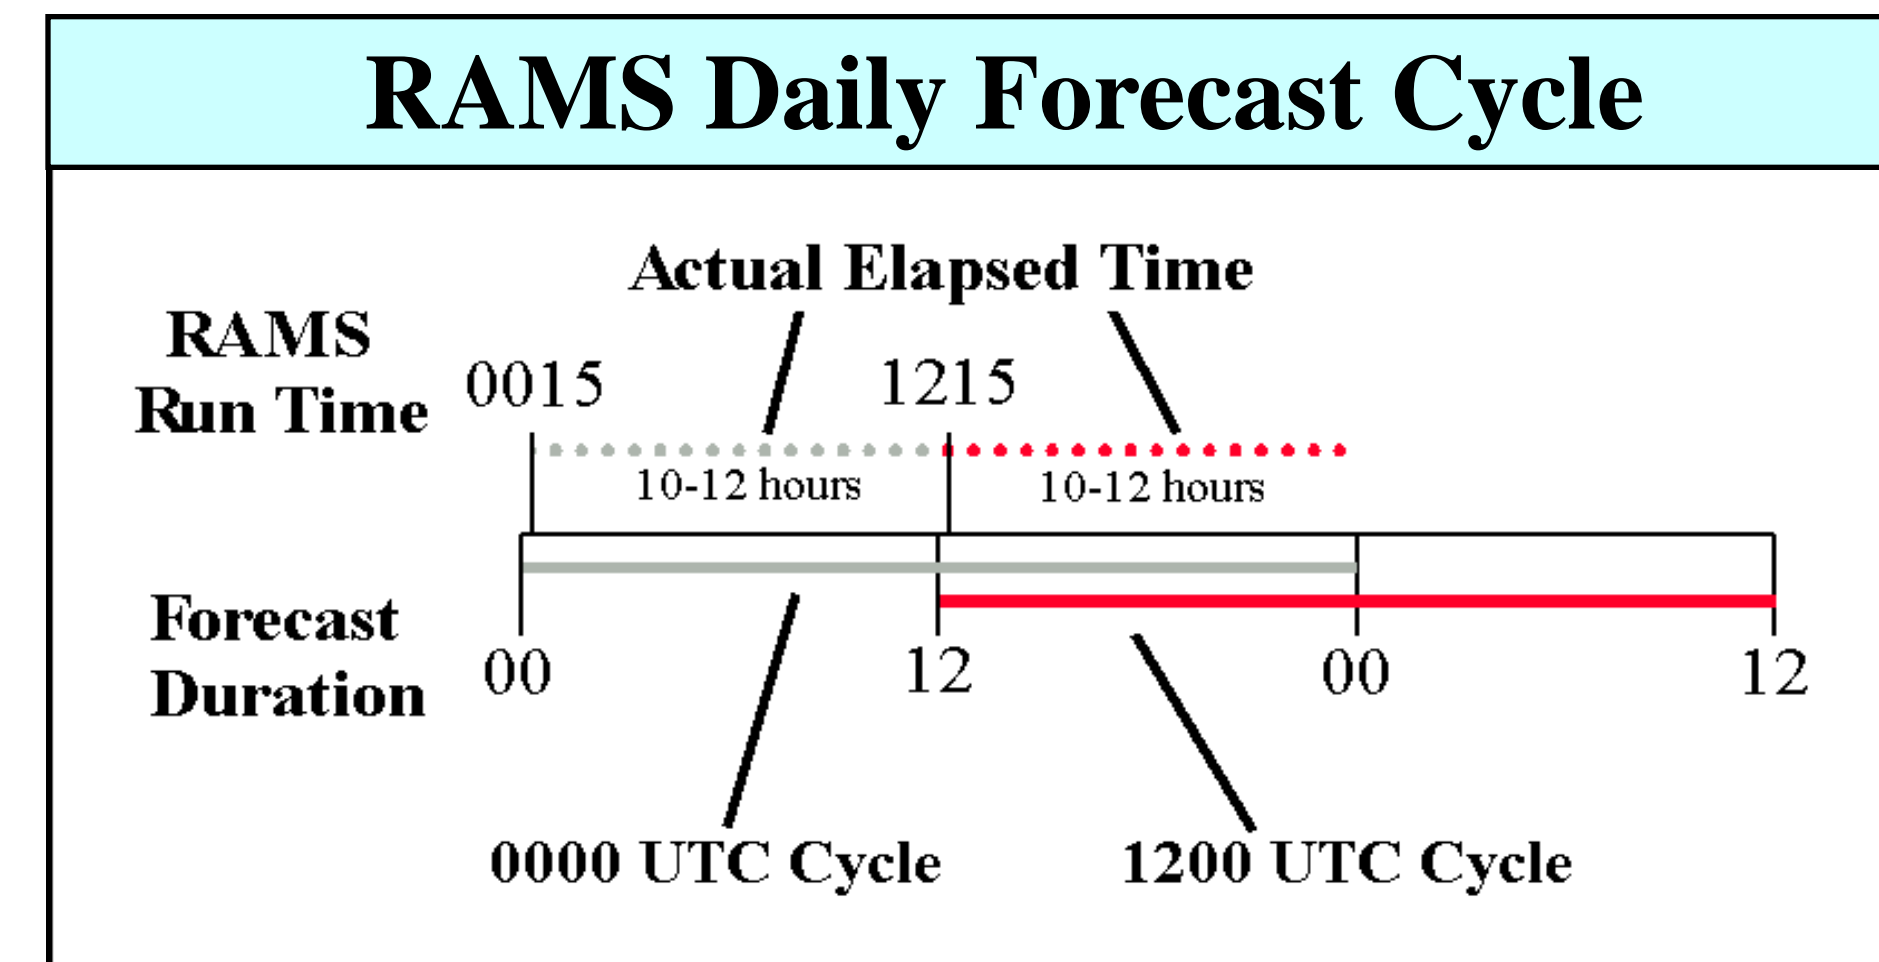 RAMS Daily Forecast Cycle
Actual Elapsed Time
RAMS
Run Time
0015
1215
10-12 hours
10-12 hours
Forecast
Duration
00
12
00
12
0000 UTC Cycle
1200 UTC Cycle